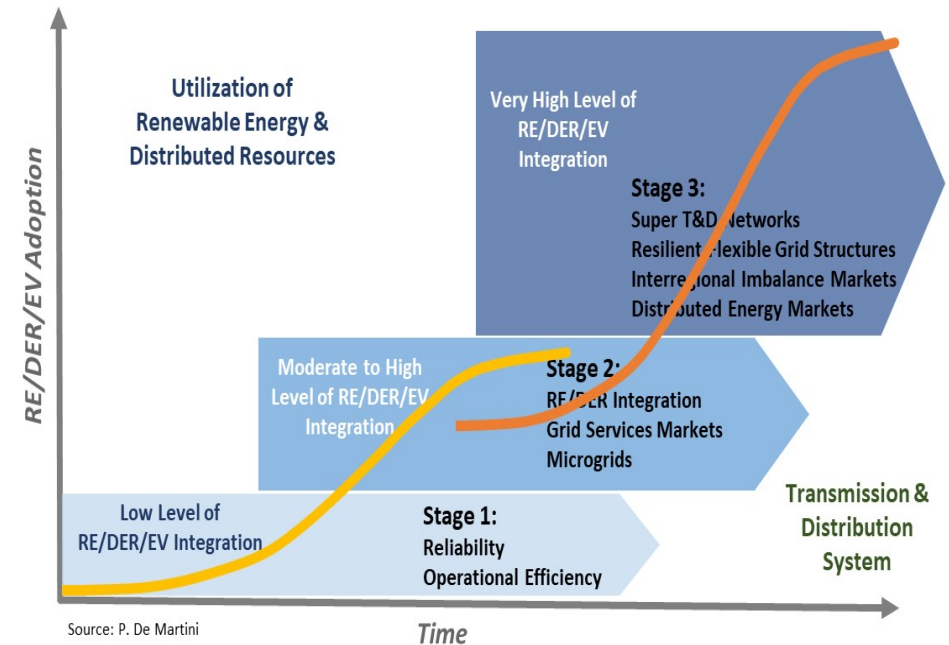 Utilization of
Renewable Energy &
Distributed Resources
RE/DER/EV Adoption
Very High Level of
RE/DER/EV
Integration
Stage 3:
Super T&D Networks
Resilient Flexible Grid Structures
Interregional Imbalance Markets
Distributed Energy Markets
Moderate to High
Level of RE/DER/EV
Integration
Stage 2:
RE/DER Integration
Grid Services Markets
Microgrids
Low Level of
RE/DER/EV Integration
Stage 1:
Reliability
Operational Efficiency
Transmission &
Distribution
System
Source: P. De Martini
Time